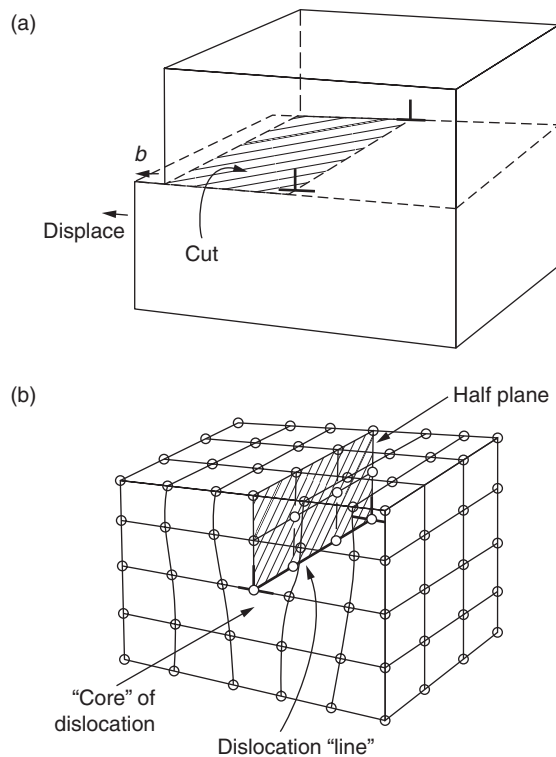 (a)
b
Displace
Cut
(b)
Half plane
“Core” of
dislocation
Dislocation “line”